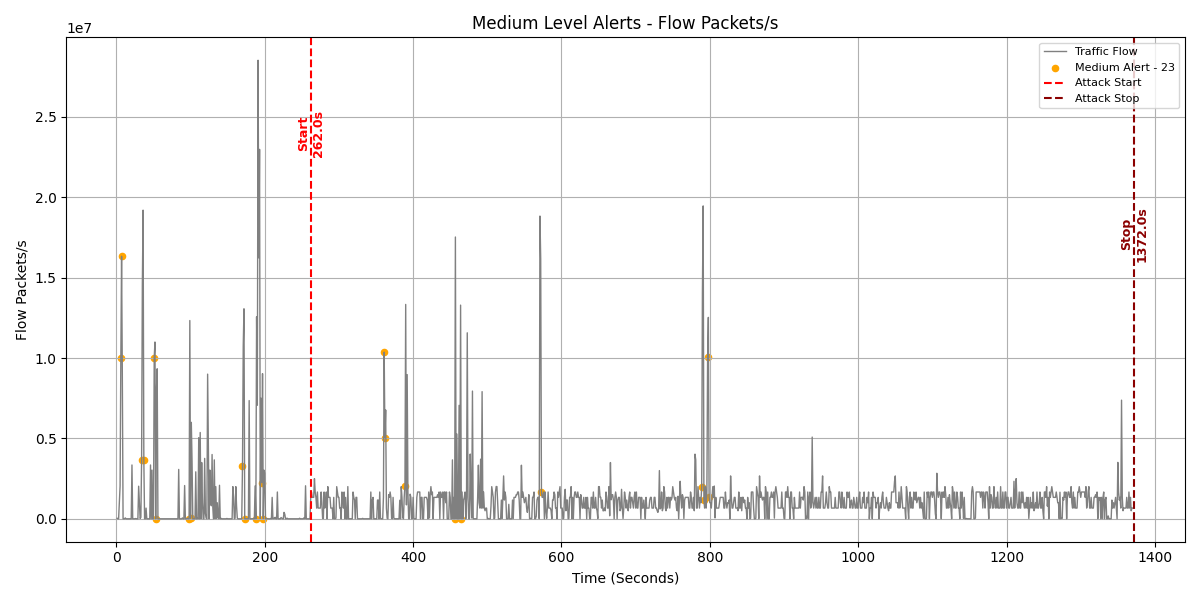 Medium Level Alerts - Flow Packets/s
1e7
Traffic Flow
Medium Alert - 23
Attack Start
Attack Stop
Start
262.0s
Stop
1372.0s
Flow Packets/s
2.5
2.0
1.5
1.0
0.5
0.0
0
200
400
600
800
1000
1200
1400
Time (Seconds)